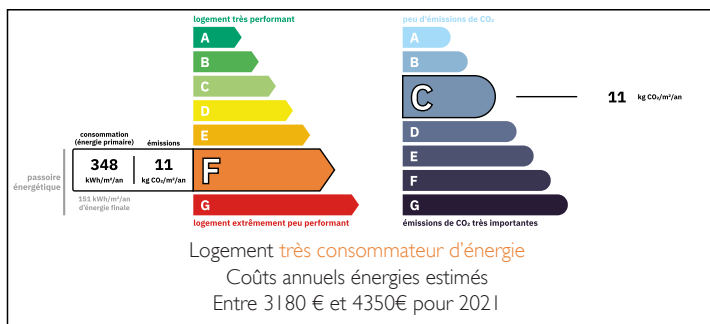 logement très performant
A
B
C
D
E
consommation
(énergie primaire)
émissions
348
kWh/m²/an
11
kg CO₂/m²/an
F
passoire
énergétique
151 kWh/m²/an
d'énergie finale
G
logement extrêmement peu performant
peu d'émissions de CO₂
A
B
C
11 kg CO₂/m²/an
D
E
F
G
émissions de CO₂ très importantes
Logement très consommateur d'énergie
Coûts annuels énergies estimés
Entre 3180 € et 4350€ pour 2021